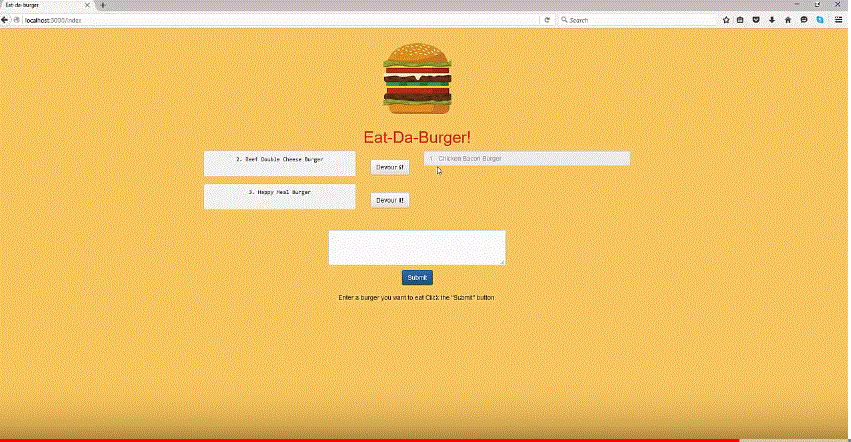 Eat-da-burger
localhost:3000/index
Search
Eat-Da-Burger!
2. Beef Double Cheese Burger
Devour it!
1. Chicken Bacon Burger
3. Happy Meal Burger
Devour it!
Submit
Enter a burger you want to eat Click the "Submit" button